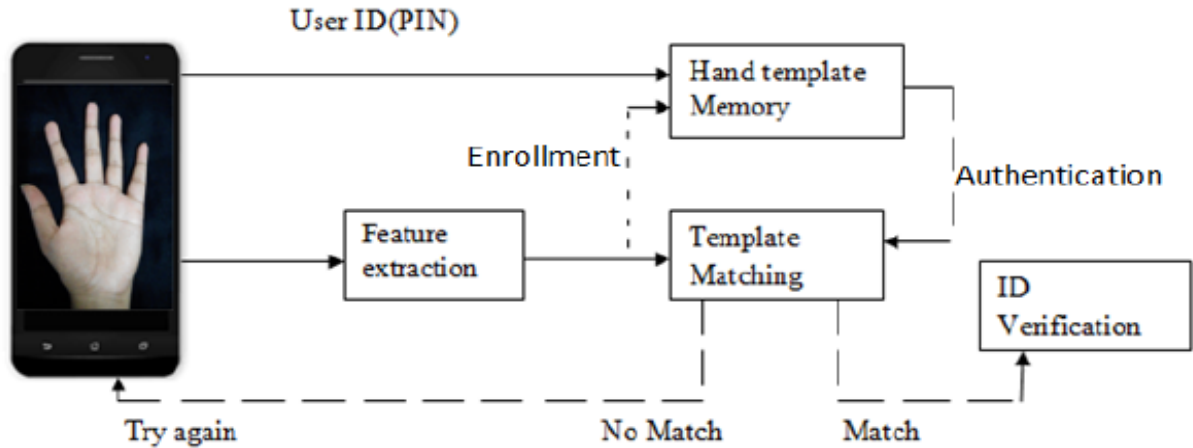 User ID(PIN)
Hand template
Memory
Enrollment
Authentication
Feature
extraction
Template
Matching
ID
Verification
Try again
No Match
Match